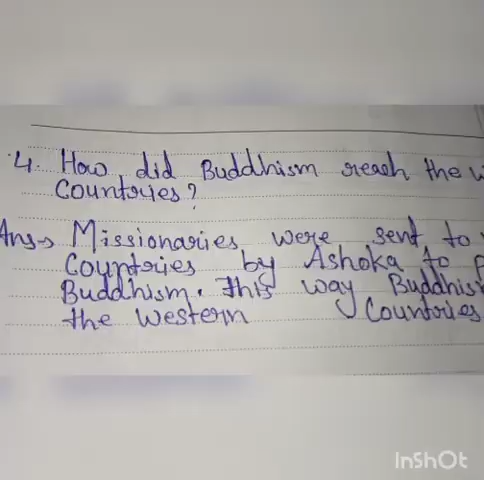 4. How did Buddhism reach the
Countries?
Ans→ Missionaries were sent to
Countries by Ashoka to
Buddhism. This way
the Western Countries
InShOt